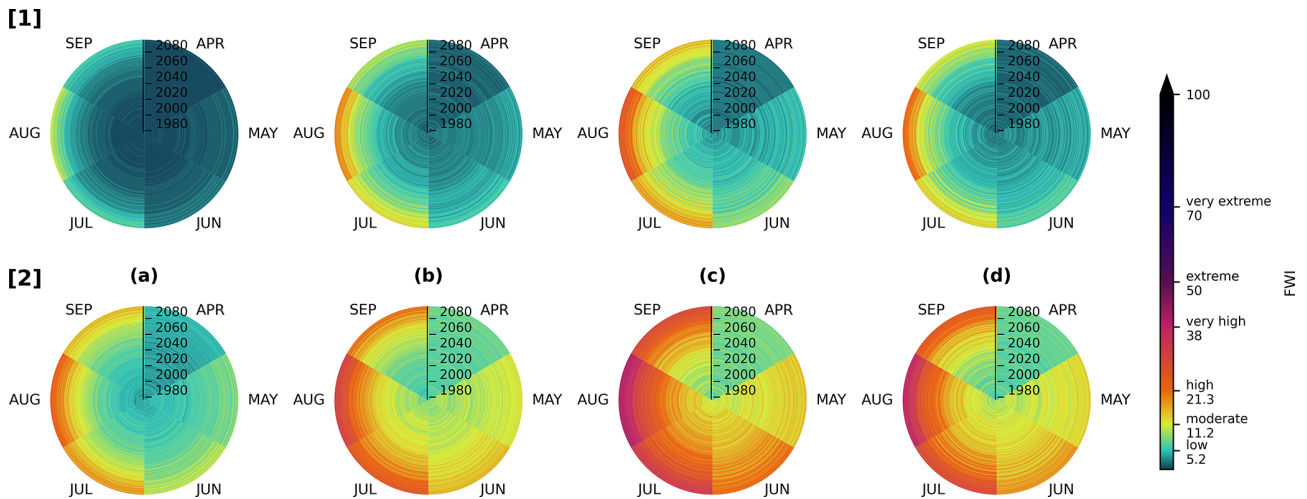 [1]
SEP
APR
2080
2060
2040
2020
2000
1980
AUG
MAY
JUL
JUN
SEP
APR
2080
2060
2040
2020
2000
1980
AUG
MAY
JUL
JUN
SEP
APR
2080
2060
2040
2020
2000
1980
AUG
MAY
JUL
JUN
SEP
APR
2080
2060
2040
2020
2000
1980
AUG
MAY
JUL
JUN
[2]
(a)
(b)
(c)
(d)
SEP
APR
2080
2060
2040
2020
2000
1980
AUG
MAY
JUL
JUN
SEP
APR
2080
2060
2040
2020
2000
1980
AUG
MAY
JUL
JUN
SEP
APR
2080
2060
2040
2020
2000
1980
AUG
MAY
JUL
JUN
SEP
APR
2080
2060
2040
2020
2000
1980
AUG
MAY
JUL
JUN
100
very extreme
70
extreme
50
very high
38
high
21.3
moderate
11.2
low
5.2
FWI